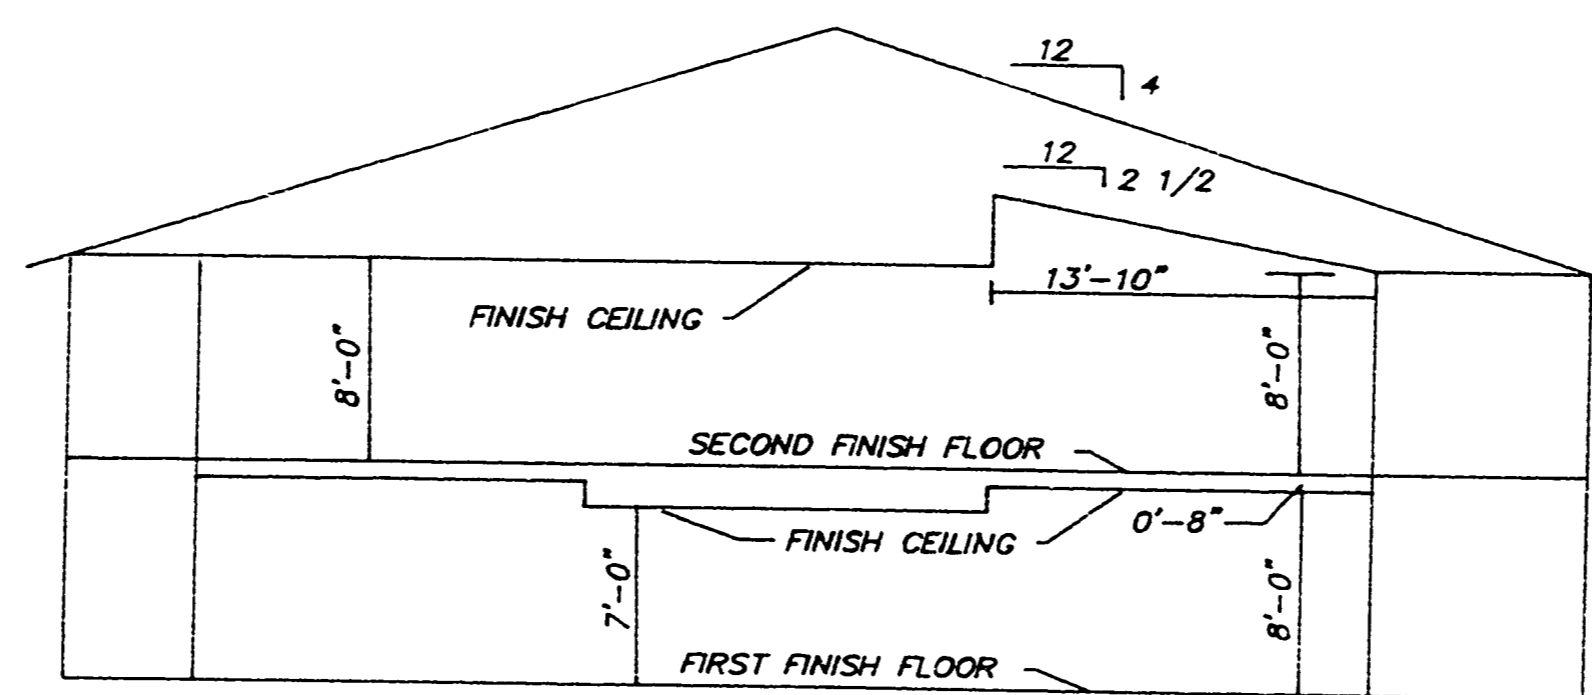 12
4
12
2 1/2
13'-10"
FINISH CEILING
8'-0"
8'-0"
SECOND FINISH FLOOR
0'-8"
FINISH CEILING
7'-0"
8'-0"
FIRST FINISH FLOOR